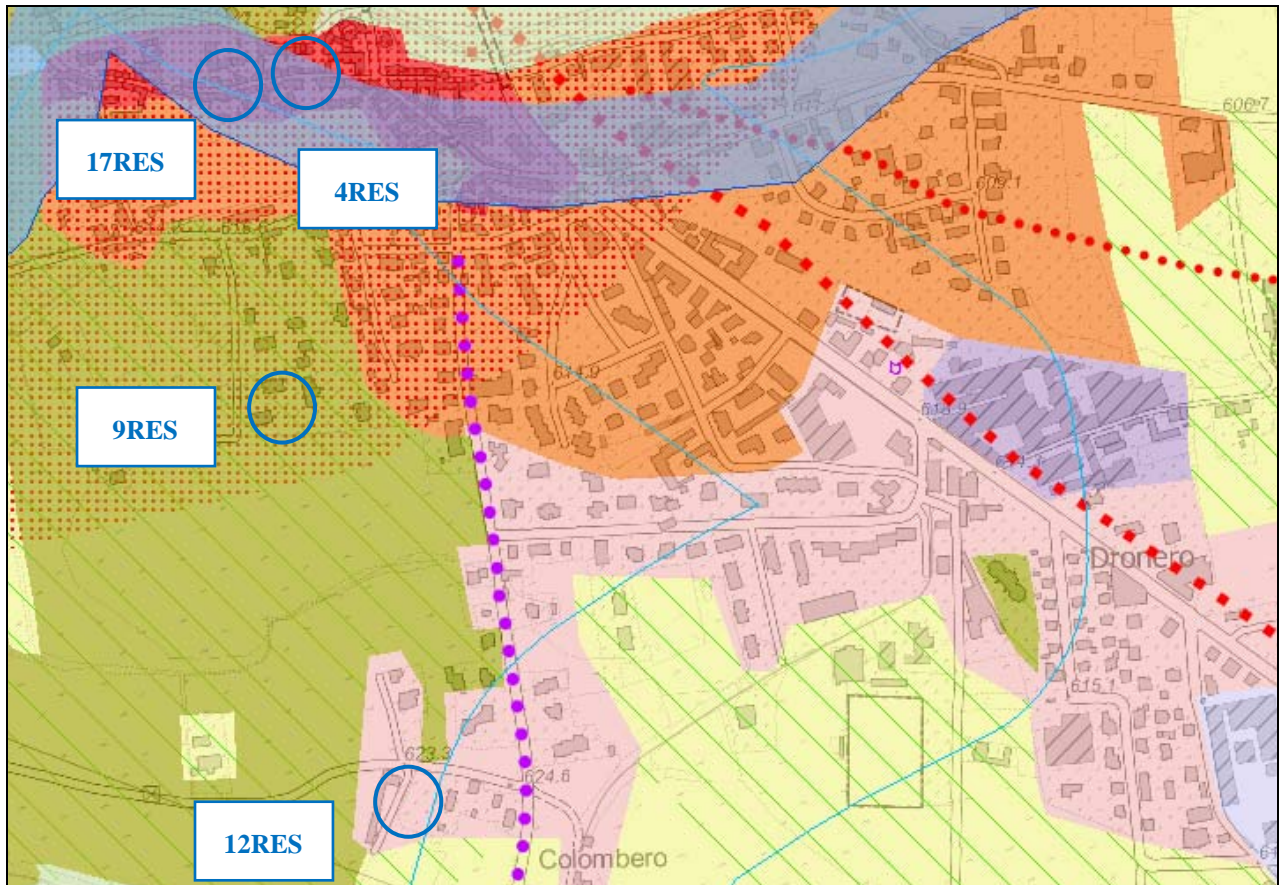 606.7
17RES
4RES
609.1
614.9
9RES
Dronero
615.1
623.3
624.6
12RES
Colombero